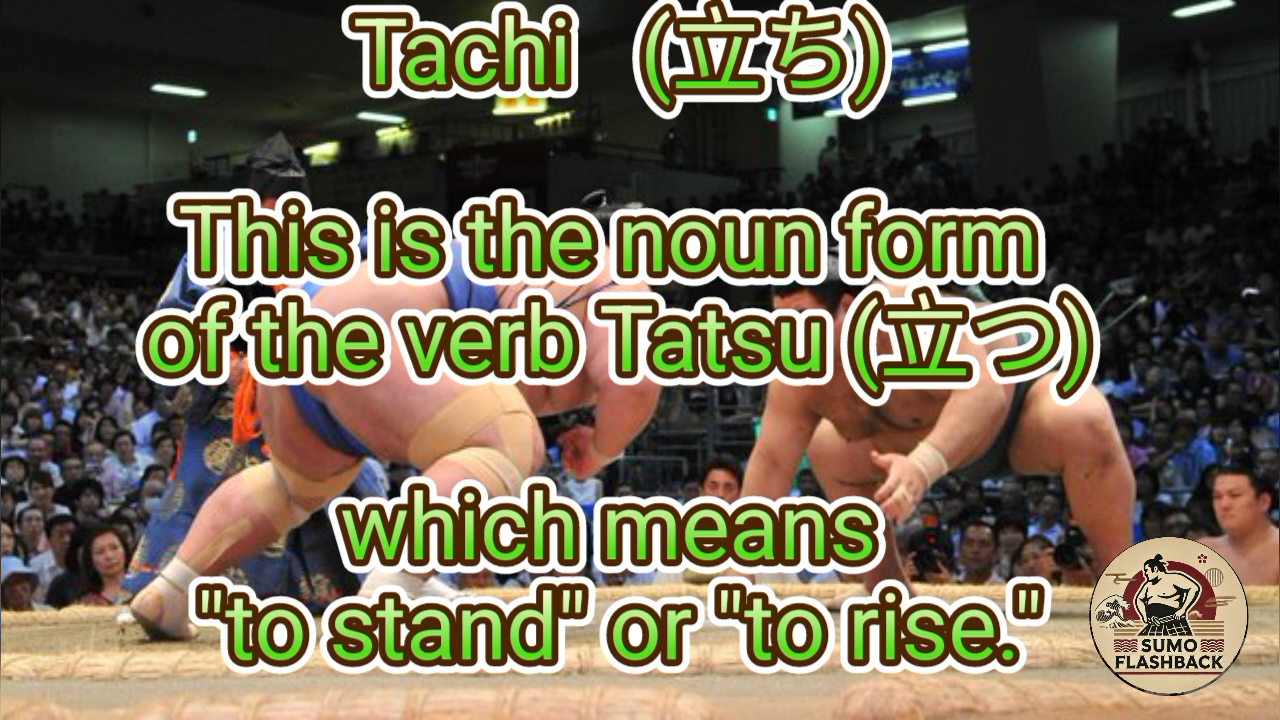 Tachi (立ち)
This is the noun form
of the verb Tatsu (立つ)
which means
"to stand" or "to rise."
SUMO
FLASHBACK